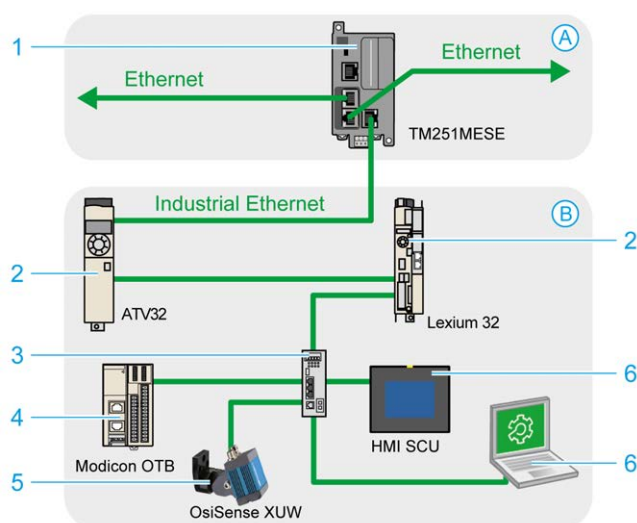 1
Ethernet
A
Ethernet
TM251MESE
Industrial Ethernet
B
2
2
ATV32
Lexium 32
3
6
4
HMI SCU
Modicon OTB
6
5
OsiSense XUW